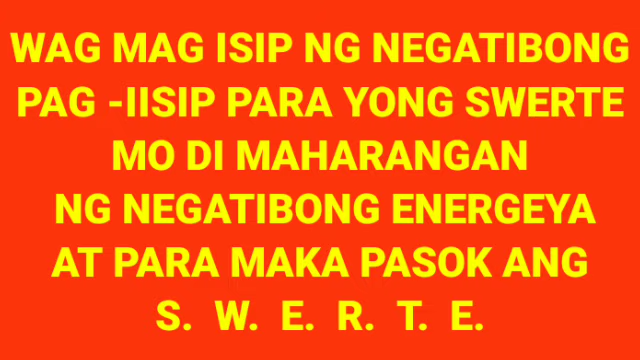 WAG MAG ISIP NG NEGATIBONG
PAG -IISIP PARA YONG SWERTE
MO DI MAHARANGAN
NG NEGATIBONG ENERGEYA
AT PARA MAKA PASOK ANG
S. W. E. R. T. E.